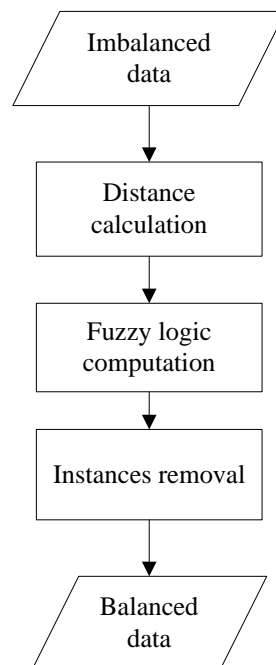 Imbalanced
data
Distance
calculation
Fuzzy logic
computation
Instances removal
Balanced
data